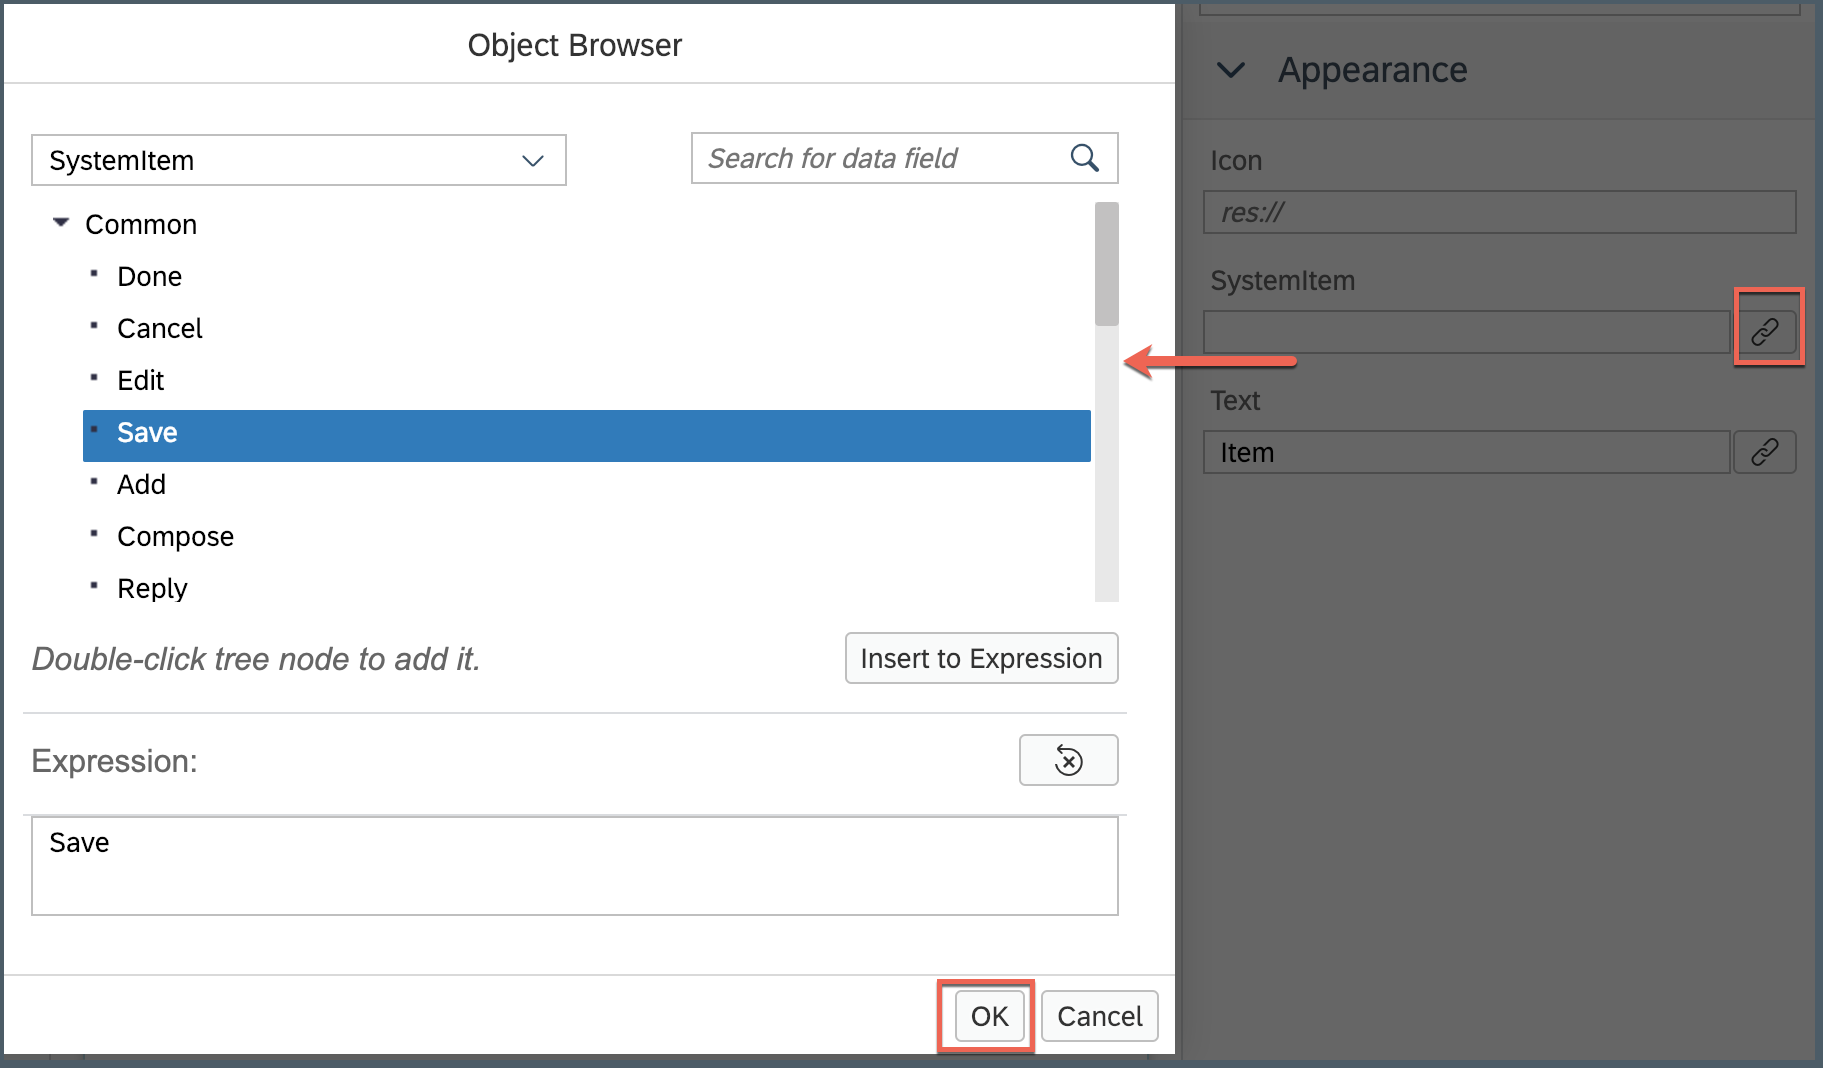 Object Browser
SystemItem
Search for data field
Common
Done
Cancel
Edit
Save
Add
Compose
Reply
Double-click tree node to add it.
Insert to Expression
Expression:
Save
OK
Cancel
Appearance
Icon
res://
SystemItem
Text
Item